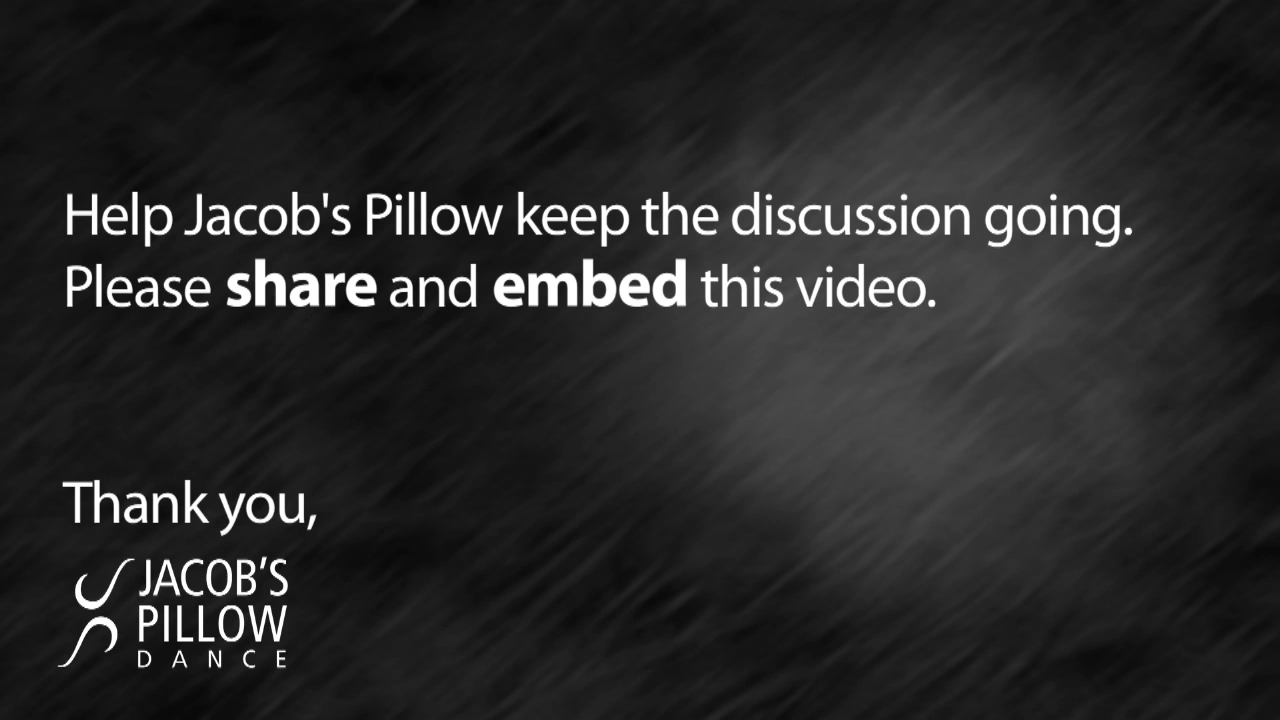 Help Jacob's Pillow keep the discussion going.
Please share and embed this video.
Thank you,
JACOB'S
PILLOW
DANCE